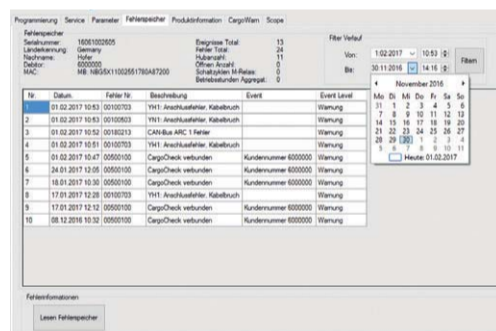 Programmierung Service Parameter Fehlerspeicher Produktinformation CargoWarn Scope
Fehlerspeicher
Serialnummer: 16061002605
Länderkennung: Germany
Nachname: Hofer
Debitor: 6000000
MAC:
Ereignisse Total: 13
Fehler Total: 24
Hubanzahl: 11
Öffnen Anzahl: 0
Schaltzyklen M-Relais: 0
Betriebsstunden Aggregat: 0
Filter Verlauf
Von: 1.02.2017 10:53
Bis: 30.11.2016 14:16
Filtern
November 2016
Mo Di Mi Do Fr Sa So
31 1 2 3 4 5 6
7 8 9 10 11 12 13
14 15 16 17 18 19 20
21 22 23 24 25 26 27
28 29 30 1 2 3 4
5 6 7 8 9 10 11
Heute: 01.02.2017
Nr. Datum. Fehler Nr. Beschreibung Event Event Level
1 01.02.2017 10:53 00100703 YH1: Anschlussfehler, Kabelbruch Warnung
2 01.02.2017 10:53 00100503 YN1: Anschlussfehler, Kabelbruch Warnung
3 01.02.2017 10:52 00180213 CAN-Bus ARC 1 Fehler Warnung
4 01.02.2017 10:51 00100703 YH1: Anschlussfehler, Kabelbruch Warnung
5 01.02.2017 10:47 00500100 CargoCheck verbunden Kundennummer 6000000 Warnung
6 24.01.2017 12:05 00500100 CargoCheck verbunden Kundennummer 6000000 Warnung
7 18.01.2017 10:30 00500100 CargoCheck verbunden Kundennummer 6000000 Warnung
8 17.01.2017 12:28 00100703 YH1: Anschlussfehler, Kabelbruch Warnung
9 17.01.2017 12:12 00500100 CargoCheck verbunden Kundennummer 6000000 Warnung
10 08.12.2016 10:32 00500100 CargoCheck verbunden Kundennummer 6000000 Warnung
Fehlerinformationen
Lesen Fehlerspeicher